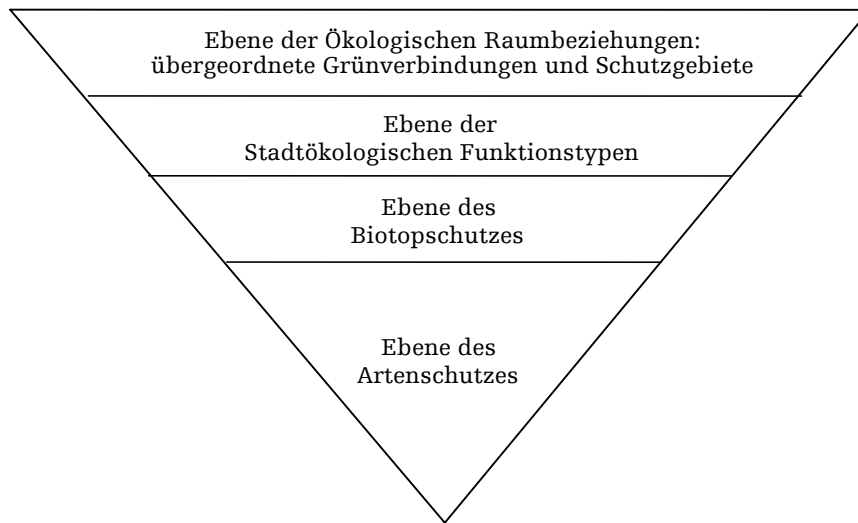 Ebene der Ökologischen Raumbeziehungen:
übergeordnete Grünverbindungen und Schutzgebiete
Ebene der
Stadtökologischen Funktionstypen
Ebene des
Biotopschutzes
Ebene des
Artenschutzes